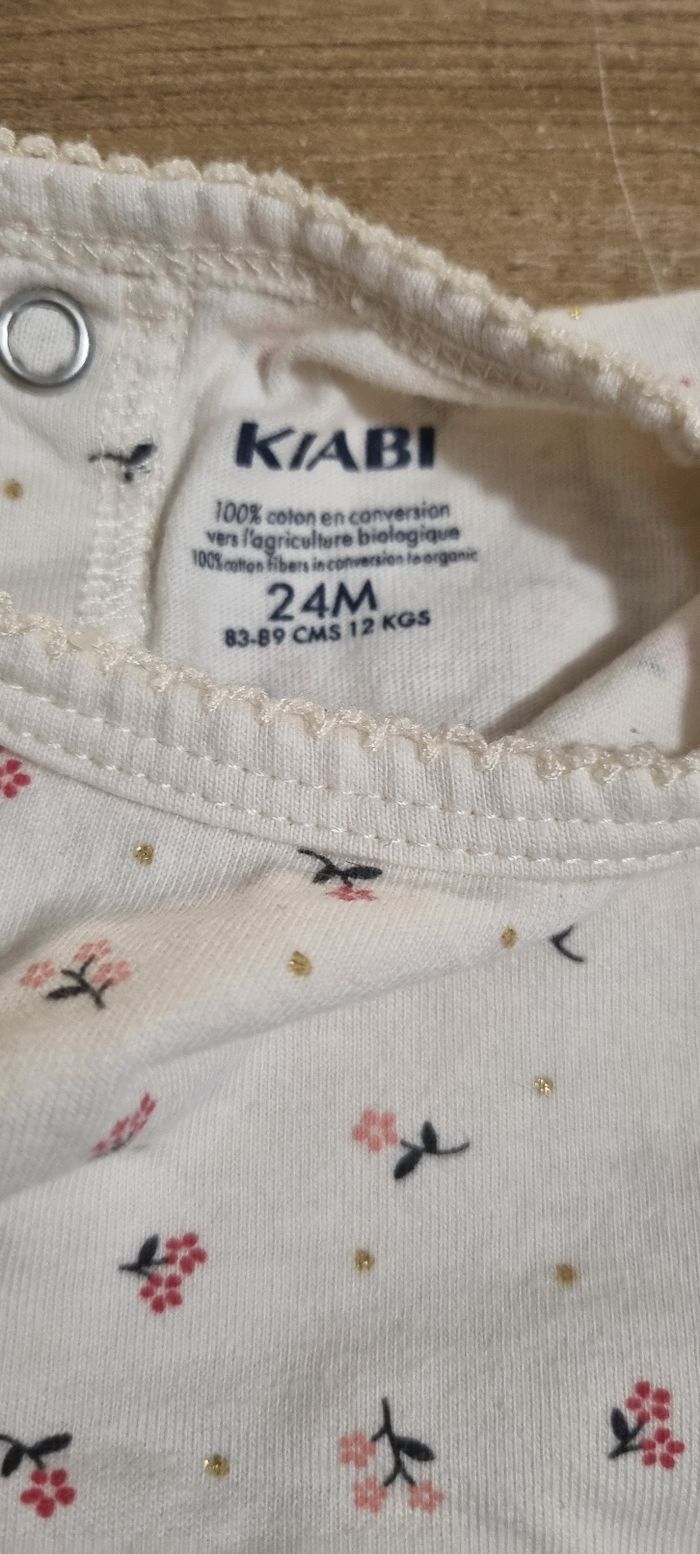 KIABI
100% coton en conversion
vers l'agriculture biologique
100% cotton fibers in conversion to organic
24M
83-89 CMS 12 KGS